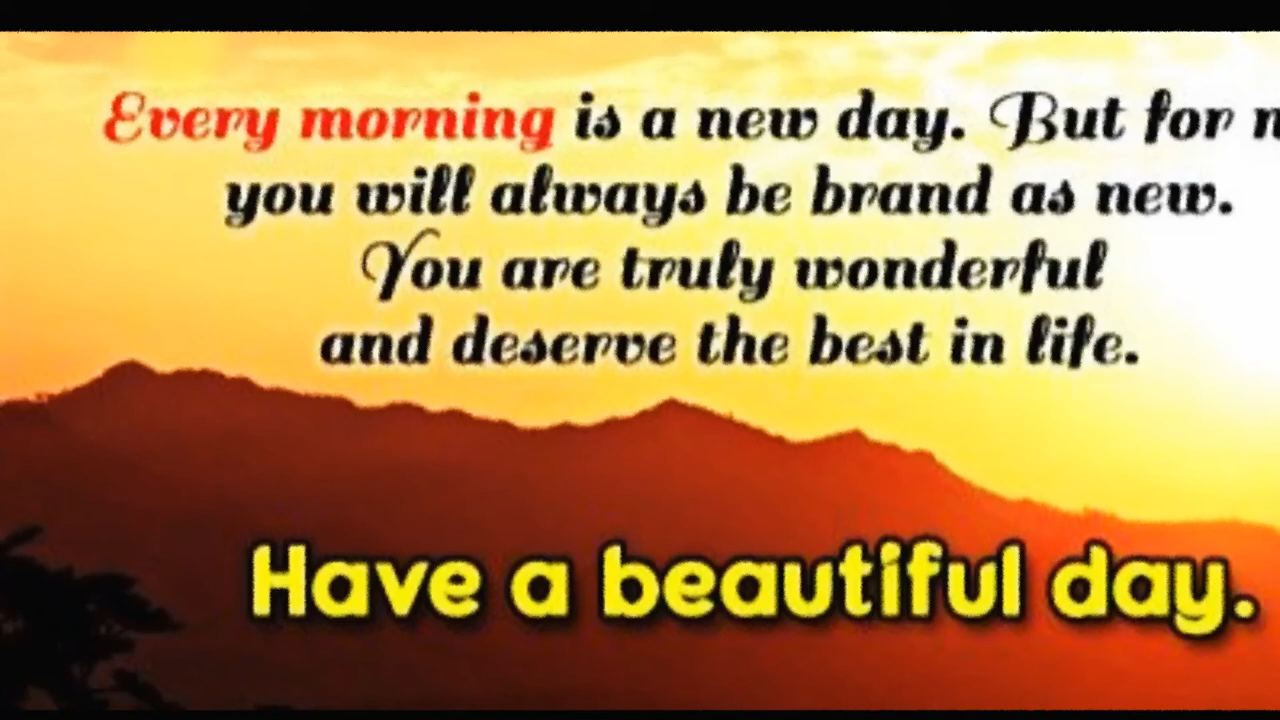 Every morning is a new day. But for
you will always be brand as new.
You are truly wonderful
and deserve the best in life.
Have a beautiful day.